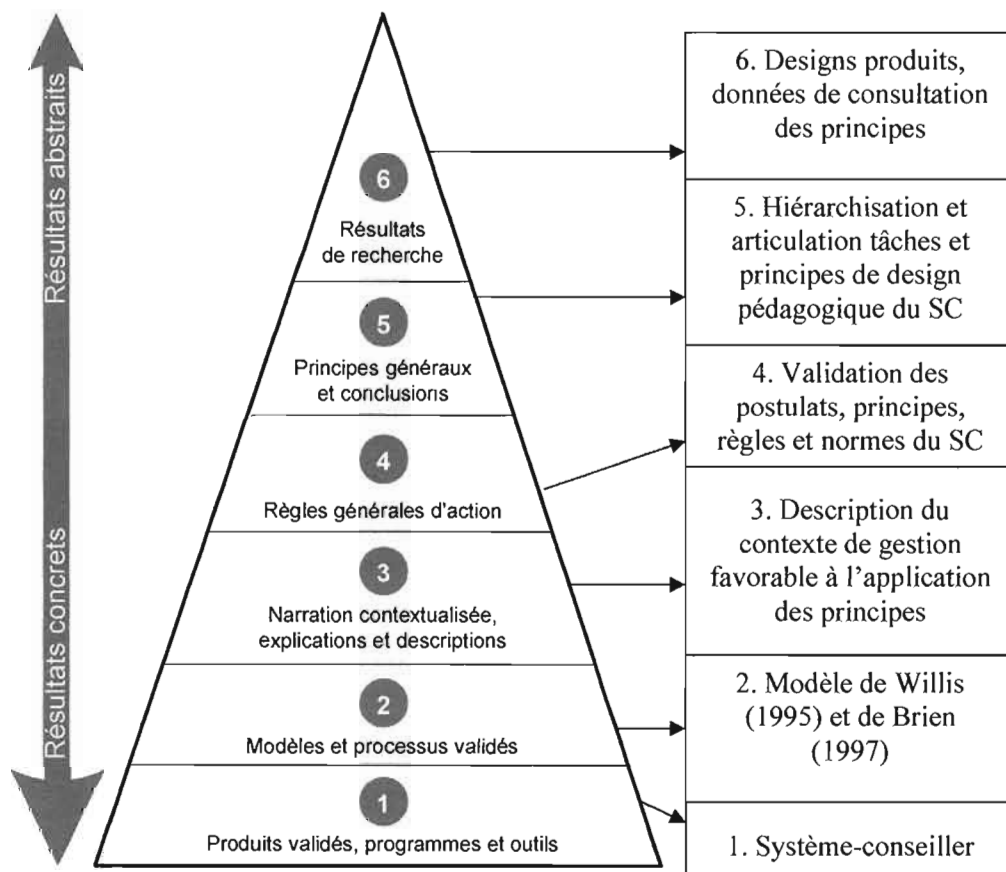 Résultats abstraits
Résultats concrets
6
Résultats
de recherche
5
Principes généraux
et conclusions
4
Règles générales d'action
3
Narration contextualisée,
explications et descriptions
2
Modèles et processus validés
1
Produits validés, programmes et outils
6. Designs produits,
données de consultation
des principes
5. Hiérarchisation et
articulation tâches et
principes de design
pédagogique du SC
4. Validation des
postulats, principes,
règles et normes du SC
3. Description du
contexte de gestion
favorable à l'application
des principes
2. Modèle de Willis
(1995) et de Brien
(1997)
1. Système-conseiller